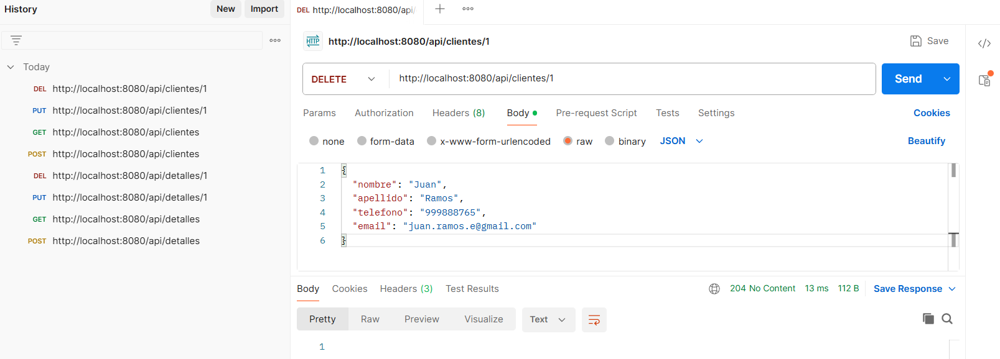 History
New
Import
Today
DEL http://localhost:8080/api/clientes/1
PUT http://localhost:8080/api/clientes/1
GET http://localhost:8080/api/clientes
POST http://localhost:8080/api/clientes
DEL http://localhost:8080/api/detalles/1
PUT http://localhost:8080/api/detalles/1
GET http://localhost:8080/api/detalles
POST http://localhost:8080/api/detalles
DEL http://localhost:8080/api/
HTTP http://localhost:8080/api/clientes/1
Save
DELETE http://localhost:8080/api/clientes/1
Send
Params Authorization Headers (8) Body Pre-request Script Tests Settings Cookies
none form-data x-www-form-urlencoded raw binary JSON Beautify
1 {
2 "nombre": "Juan",
3 "apellido": "Ramos",
4 "telefono": "999888765",
5 "email": "juan.ramos.e@gmail.com"
6 }
Body Cookies Headers (3) Test Results 204 No Content 13 ms 112 B Save Response
Pretty Raw Preview Visualize Text
1